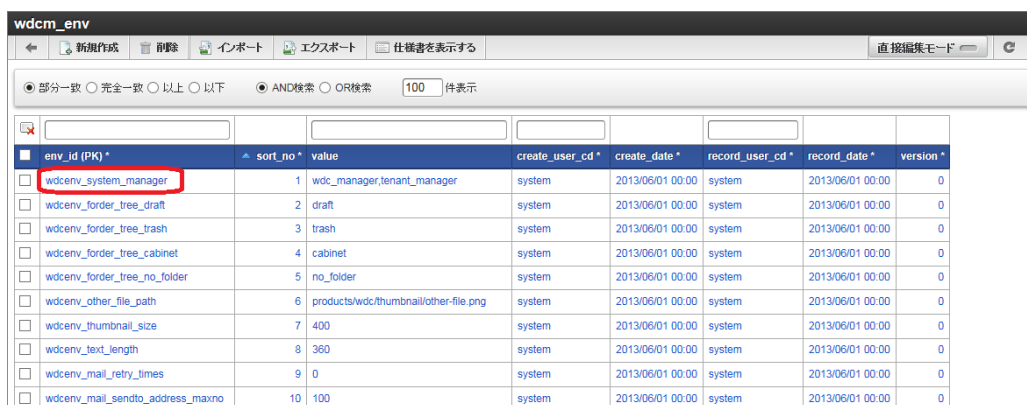 wdcm_env
新規作成 削除 インポート エクスポート 仕様書を表示する 直接編集モード
部分一致 完全一致 以上 以下 AND検索 OR検索 100 件表示
env_id (PK) * sort_no * value create_user_cd * create_date * record_user_cd * record_date * version *
wdcenv_system_manager 1 wdc_manager,tenant_manager system 2013/06/01 00:00 system 2013/06/01 00:00 0
wdcenv_forder_tree_draft 2 draft system 2013/06/01 00:00 system 2013/06/01 00:00 0
wdcenv_forder_tree_trash 3 trash system 2013/06/01 00:00 system 2013/06/01 00:00 0
wdcenv_forder_tree_cabinet 4 cabinet system 2013/06/01 00:00 system 2013/06/01 00:00 0
wdcenv_forder_tree_no_folder 5 no_folder system 2013/06/01 00:00 system 2013/06/01 00:00 0
wdcenv_other_file_path 6 products/wdc/thumbnail/other-file.png system 2013/06/01 00:00 system 2013/06/01 00:00 0
wdcenv_thumbnail_size 7 400 system 2013/06/01 00:00 system 2013/06/01 00:00 0
wdcenv_text_length 8 360 system 2013/06/01 00:00 system 2013/06/01 00:00 0
wdcenv_mail_retry_times 9 0 system 2013/06/01 00:00 system 2013/06/01 00:00 0
wdcenv_mail_sendto_address_maxno 10 100 system 2013/06/01 00:00 system 2013/06/01 00:00 0